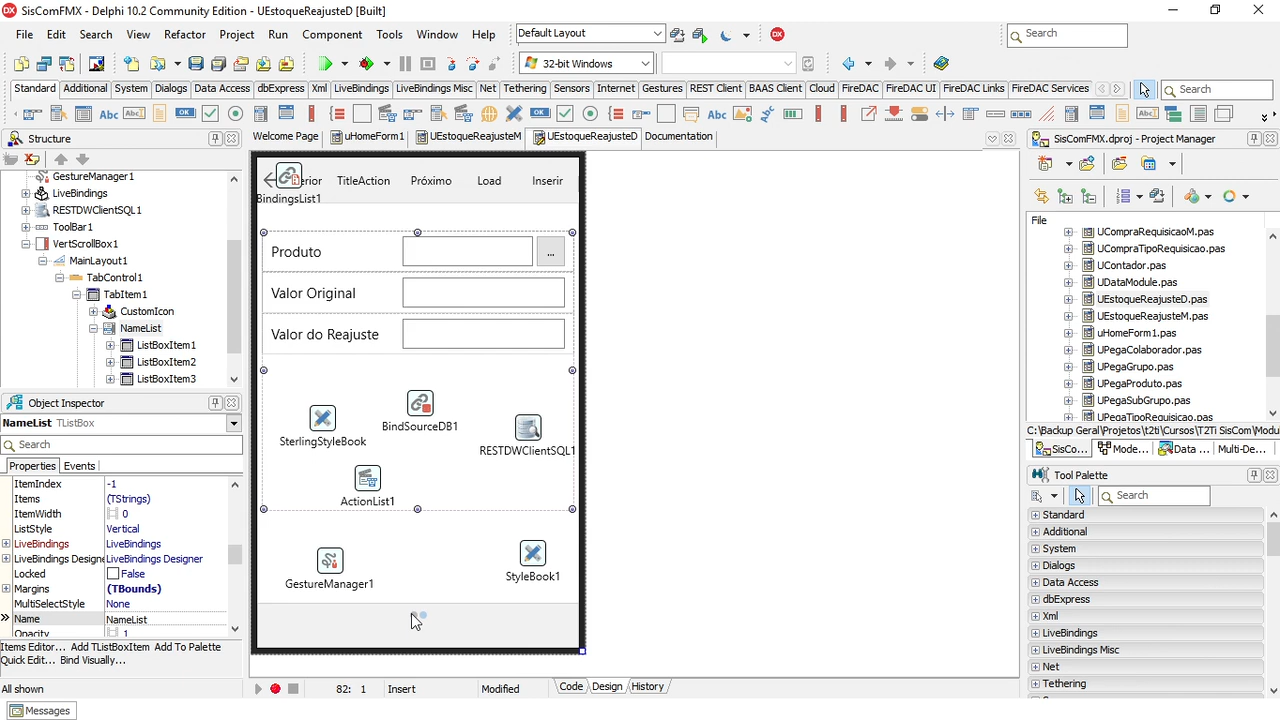 SisComFMX - Delphi 10.2 Community Edition - UEstoqueReajusteD [Built]
File Edit Search View Refactor Project Run Component Tools Window Help
Default Layout
Search
32-bit Windows
Standard Additional System Dialogs Data Access dbExpress Xml LiveBindings LiveBindings Misc Net Tethering Sensors Internet Gestures REST Client BAAS Client Cloud FireDAC FireDAC UI FireDAC Links FireDAC Services
Search
Structure
Welcome Page uHomeForm1 UEstoqueReajusteM UEstoqueReajusteD Documentation
SisComFMX.dproj - Project Manager
GestureManager1
LiveBindings
RESTDWClientSQL1
ToolBar1
VertScrollBox1
MainLayout1
TabControl1
TabItem1
CustomIcon
NameList
ListBoxItem1
ListBoxItem2
ListBoxItem3
Object Inspector
NameList TListBox
Search
Properties Events
ItemIndex -1
Items (TStrings)
ItemWidth 0
ListStyle Vertical
LiveBindings LiveBindings
LiveBindings Designe LiveBindings Designer
Locked False
Margins (TBounds)
MultiSelectStyle None
Name NameList
Opacity 1
Items Editor... Add TListBoxItem Add To Palette
Quick Edit... Bind Visually...
All shown
Messages
erior TitleAction Próximo Load Inserir
BindingsList1
Produto ...
Valor Original
Valor do Reajuste
SterlingStyleBook
BindSourceDB1
RESTDWClientSQL1
ActionList1
GestureManager1
StyleBook1
82: 1 Insert Modified Code Design History
File
UCompraRequisicaoM.pas
UCompraTipoRequisicao.pas
UContador.pas
UDataModule.pas
UEstoqueReajusteD.pas
UEstoqueReajusteM.pas
uHomeForm1.pas
UPegaColaborador.pas
UPegaGrupo.pas
UPegaProduto.pas
UPegaSubGrupo.pas
UPegaTipoRequisicao.pas
C:\Backup Geral\Projetos\t2ti\Cursos\T2Ti SisCom\Modu
SisCo... Mode... Data ... Multi-De...
Tool Palette
Search
Standard
Additional
System
Dialogs
Data Access
dbExpress
Xml
LiveBindings
LiveBindings Misc
Net
Tethering